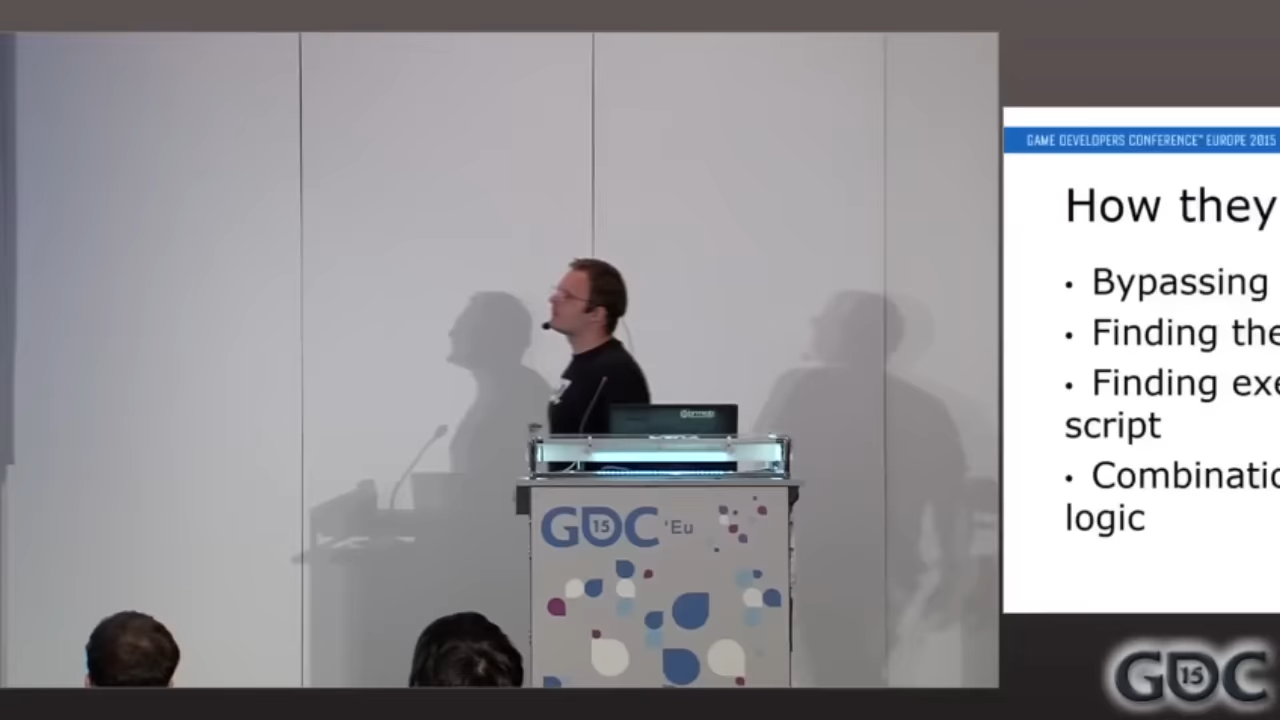 GAME DEVELOPERS CONFERENCE™ EUROPE 2015
How they
• Bypassing
• Finding the
• Finding exe
script
• Combinatio
logic
GDC 15 'Eu
GDC 15